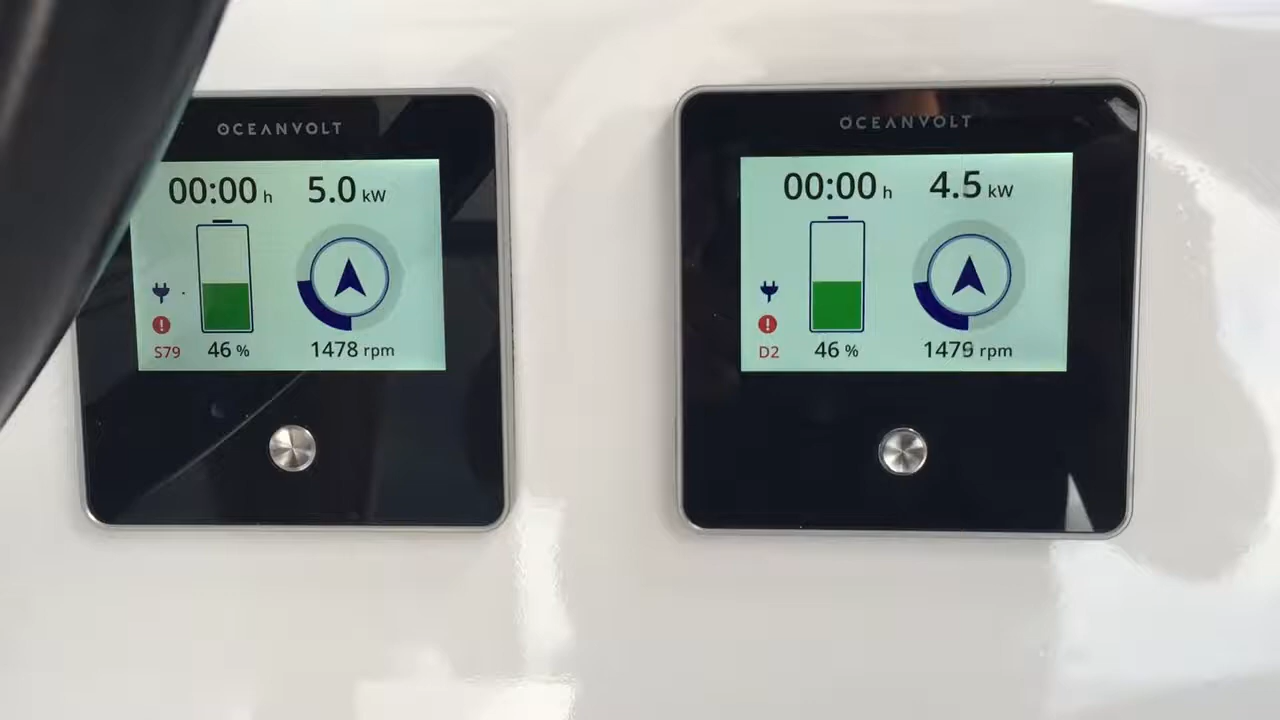 OCEANVOLT
00:00 h 5.0 kW
S79 46 % 1478 rpm
OCEANVOLT
00:00 h 4.5 kW
D2 46 % 1479 rpm